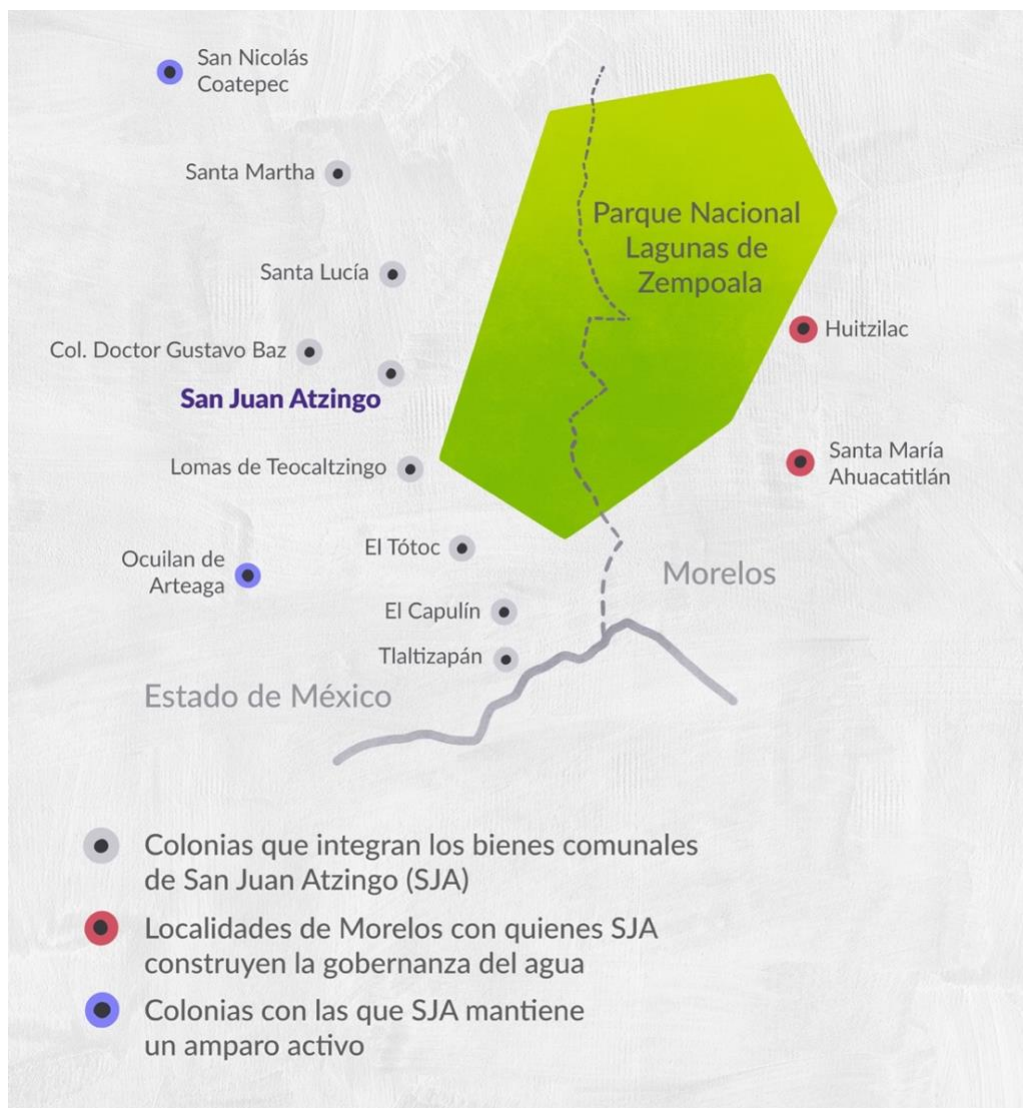 San Nicolás
Coatepec
Santa Martha
Parque Nacional
Lagunas de
Zempoala
Santa Lucía
Huitzilac
Col. Doctor Gustavo Baz
San Juan Atzingo
Santa María
Ahuacatitlán
Lomas de Teocaltzingo
El Tótoc
Ocuilan de
Arteaga
Morelos
El Capulín
Tlaltizapán
Estado de México
Colonias que integran los bienes comunales
de San Juan Atzingo (SJA)
Localidades de Morelos con quienes SJA
construyen la gobernanza del agua
Colonias con las que SJA mantiene
un amparo activo